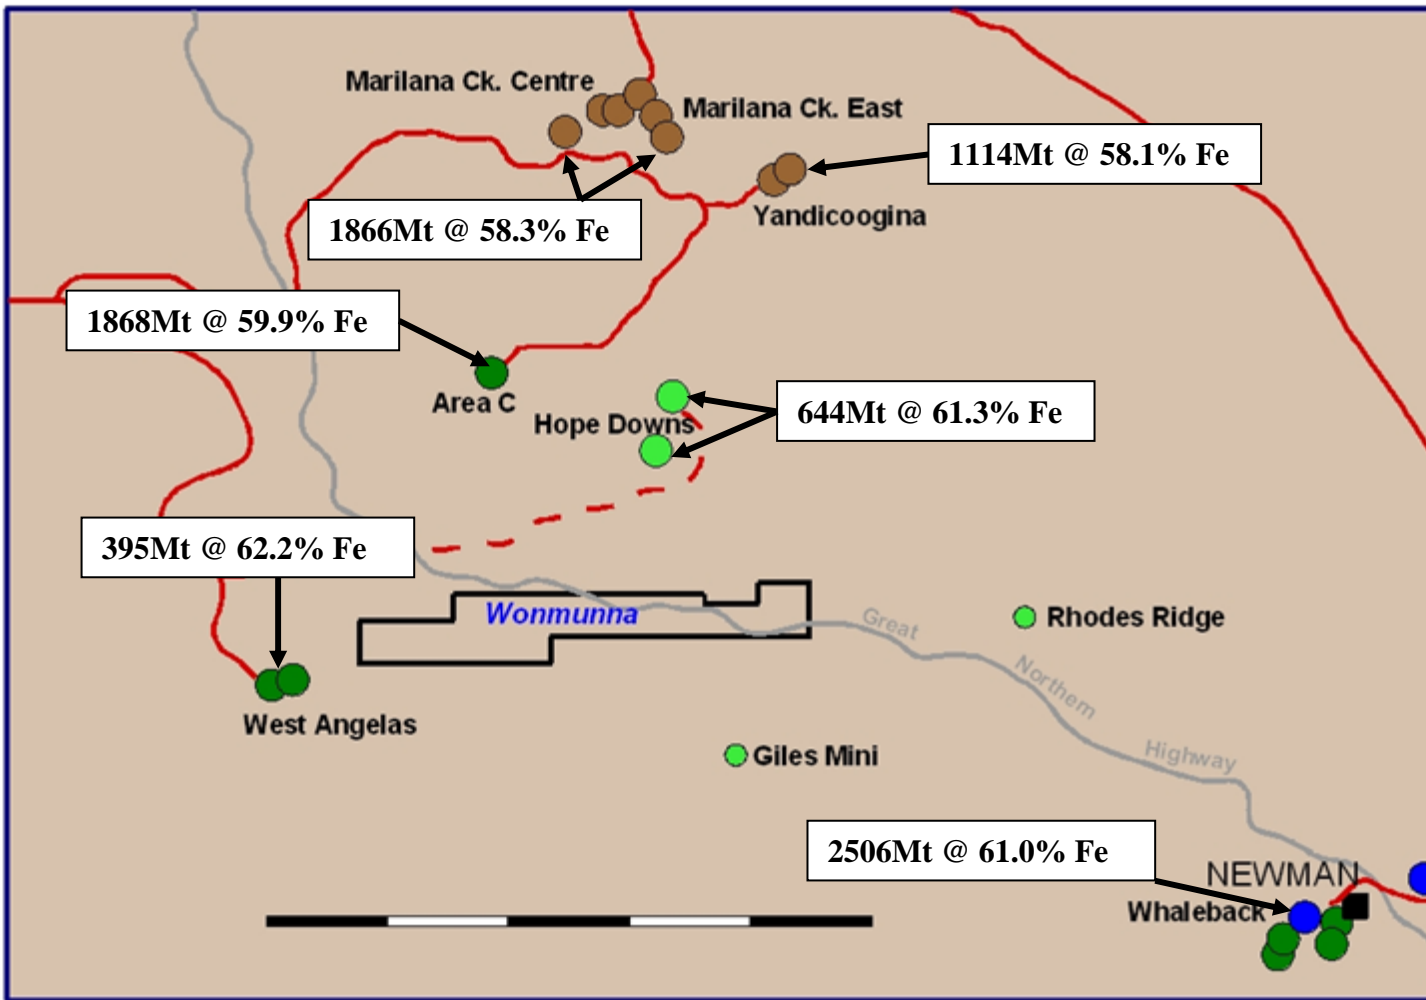 Marilana Ck. Centre
Marilana Ck. East
1114Mt @ 58.1% Fe
Yandicoogina
1866Mt @ 58.3% Fe
1868Mt @ 59.9% Fe
Area C
644Mt @ 61.3% Fe
Hope Downs
395Mt @ 62.2% Fe
Wonmunna
Great
Northern
Highway
Rhodes Ridge
West Angelas
Giles Mini
2506Mt @ 61.0% Fe
NEWMAN
Whaleback